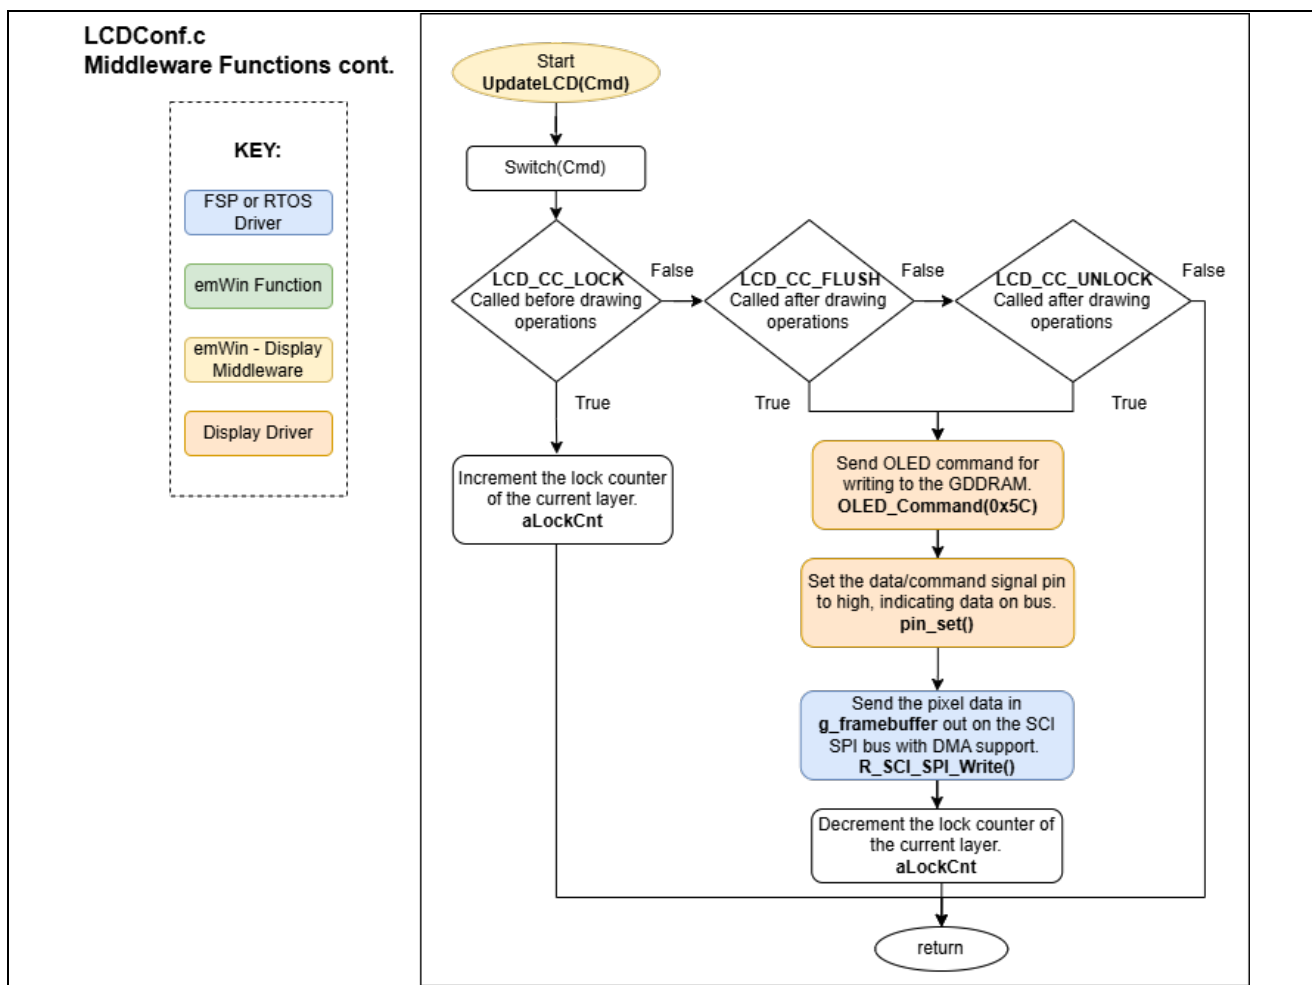 LCDConf.c
Middleware Functions cont.
KEY:
FSP or RTOS
Driver
emWin Function
emWin - Display
Middleware
Display Driver
Start
UpdateLCD(Cmd)
Switch(Cmd)
LCD_CC_LOCK
Called before drawing
operations
False
LCD_CC_FLUSH
Called after drawing
operations
False
LCD_CC_UNLOCK
Called after drawing
operations
False
True
True
True
Increment the lock counter
of the current layer.
aLockCnt
Send OLED command for
writing to the GDDRAM.
OLED_Command(0x5C)
Set the data/command signal pin
to high, indicating data on bus.
pin_set()
Send the pixel data in
g_framebuffer out on the SCI
SPI bus with DMA support.
R_SCI_SPI_Write()
Decrement the lock counter of
the current layer.
aLockCnt
return